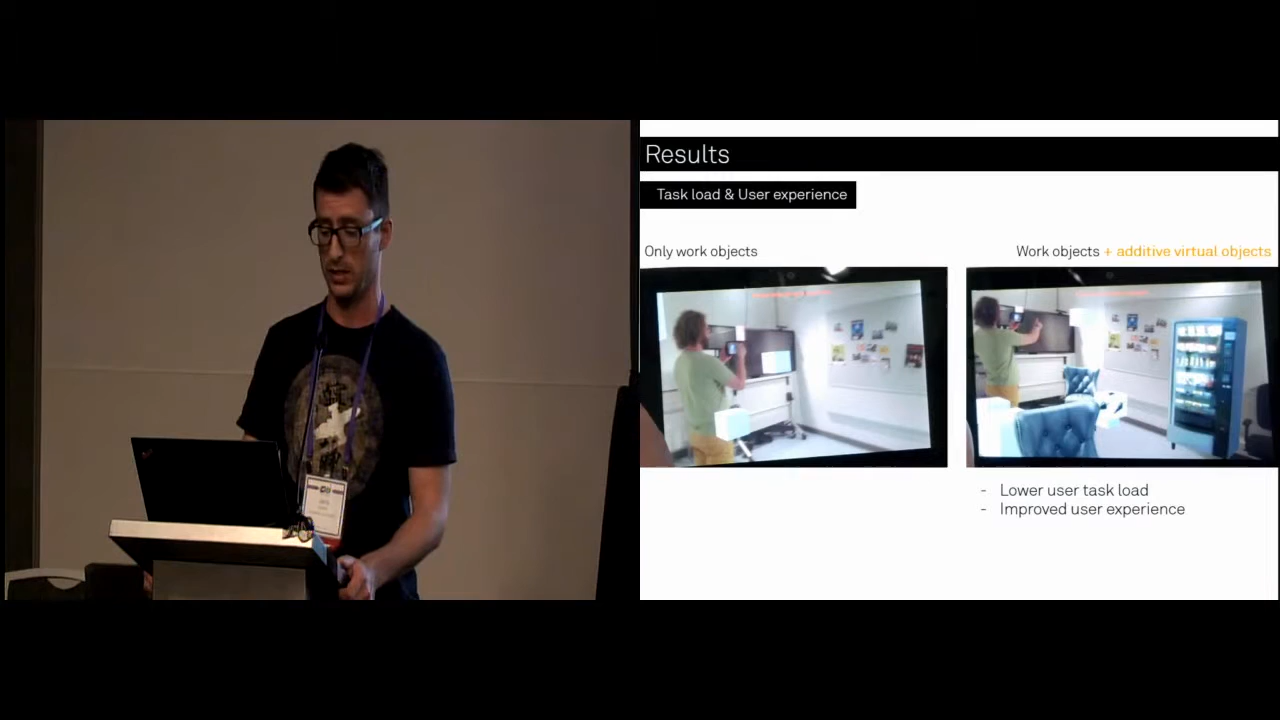 Results
Task load & User experience
Only work objects
Work objects + additive virtual objects
- Lower user task load
- Improved user experience